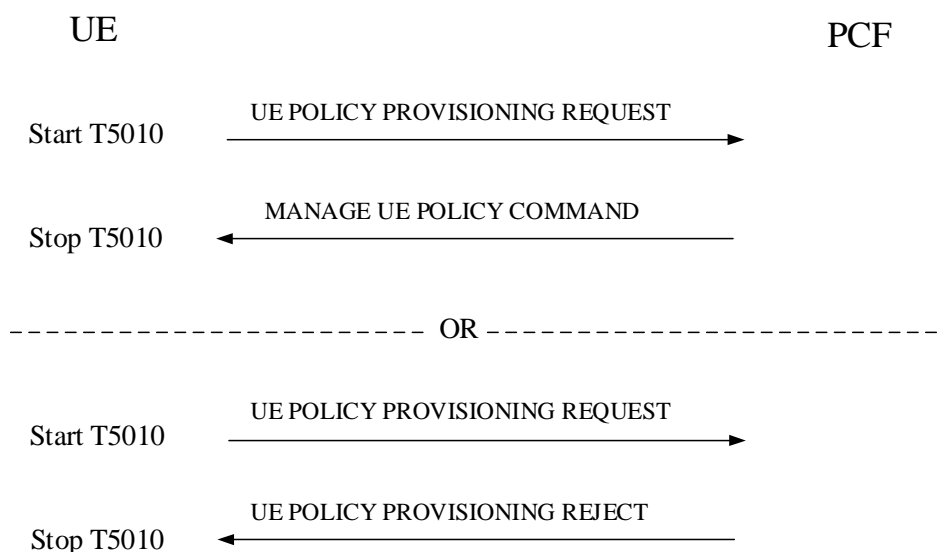 UE
PCF
UE POLICY PROVISIONING REQUEST
Start T5010
MANAGE UE POLICY COMMAND
Stop T5010
OR
UE POLICY PROVISIONING REQUEST
Start T5010
UE POLICY PROVISIONING REJECT
Stop T5010